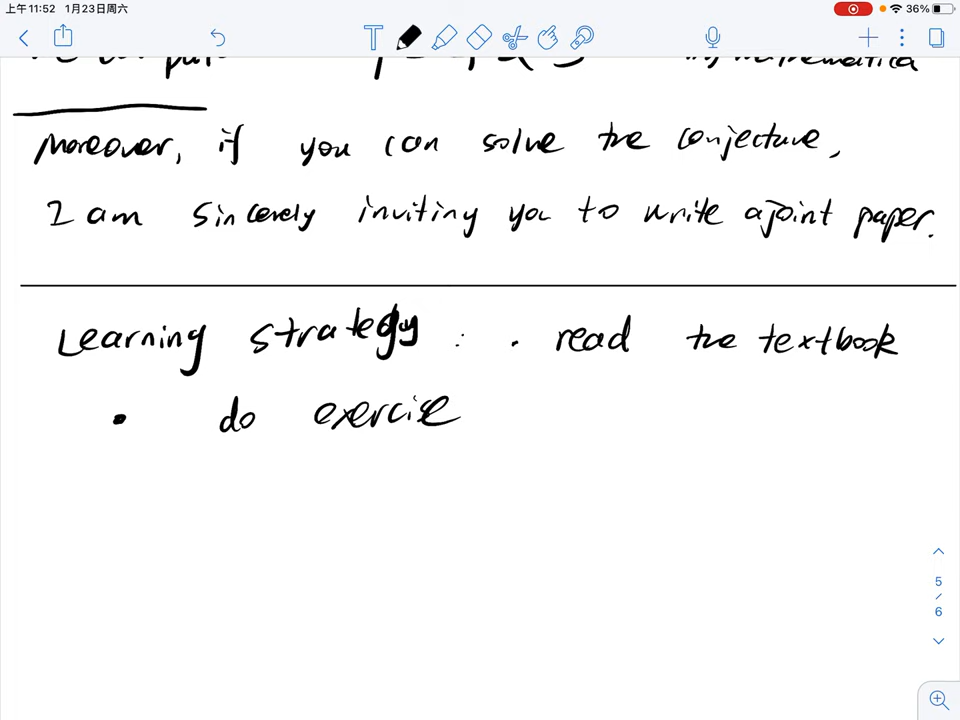 上午11:52 1月23日周六 36%
Moreover, if you can solve the conjecture,
I am sincerely inviting you to write a joint paper.
Learning strategy : · read the textbook
· do exercise
5
/
6